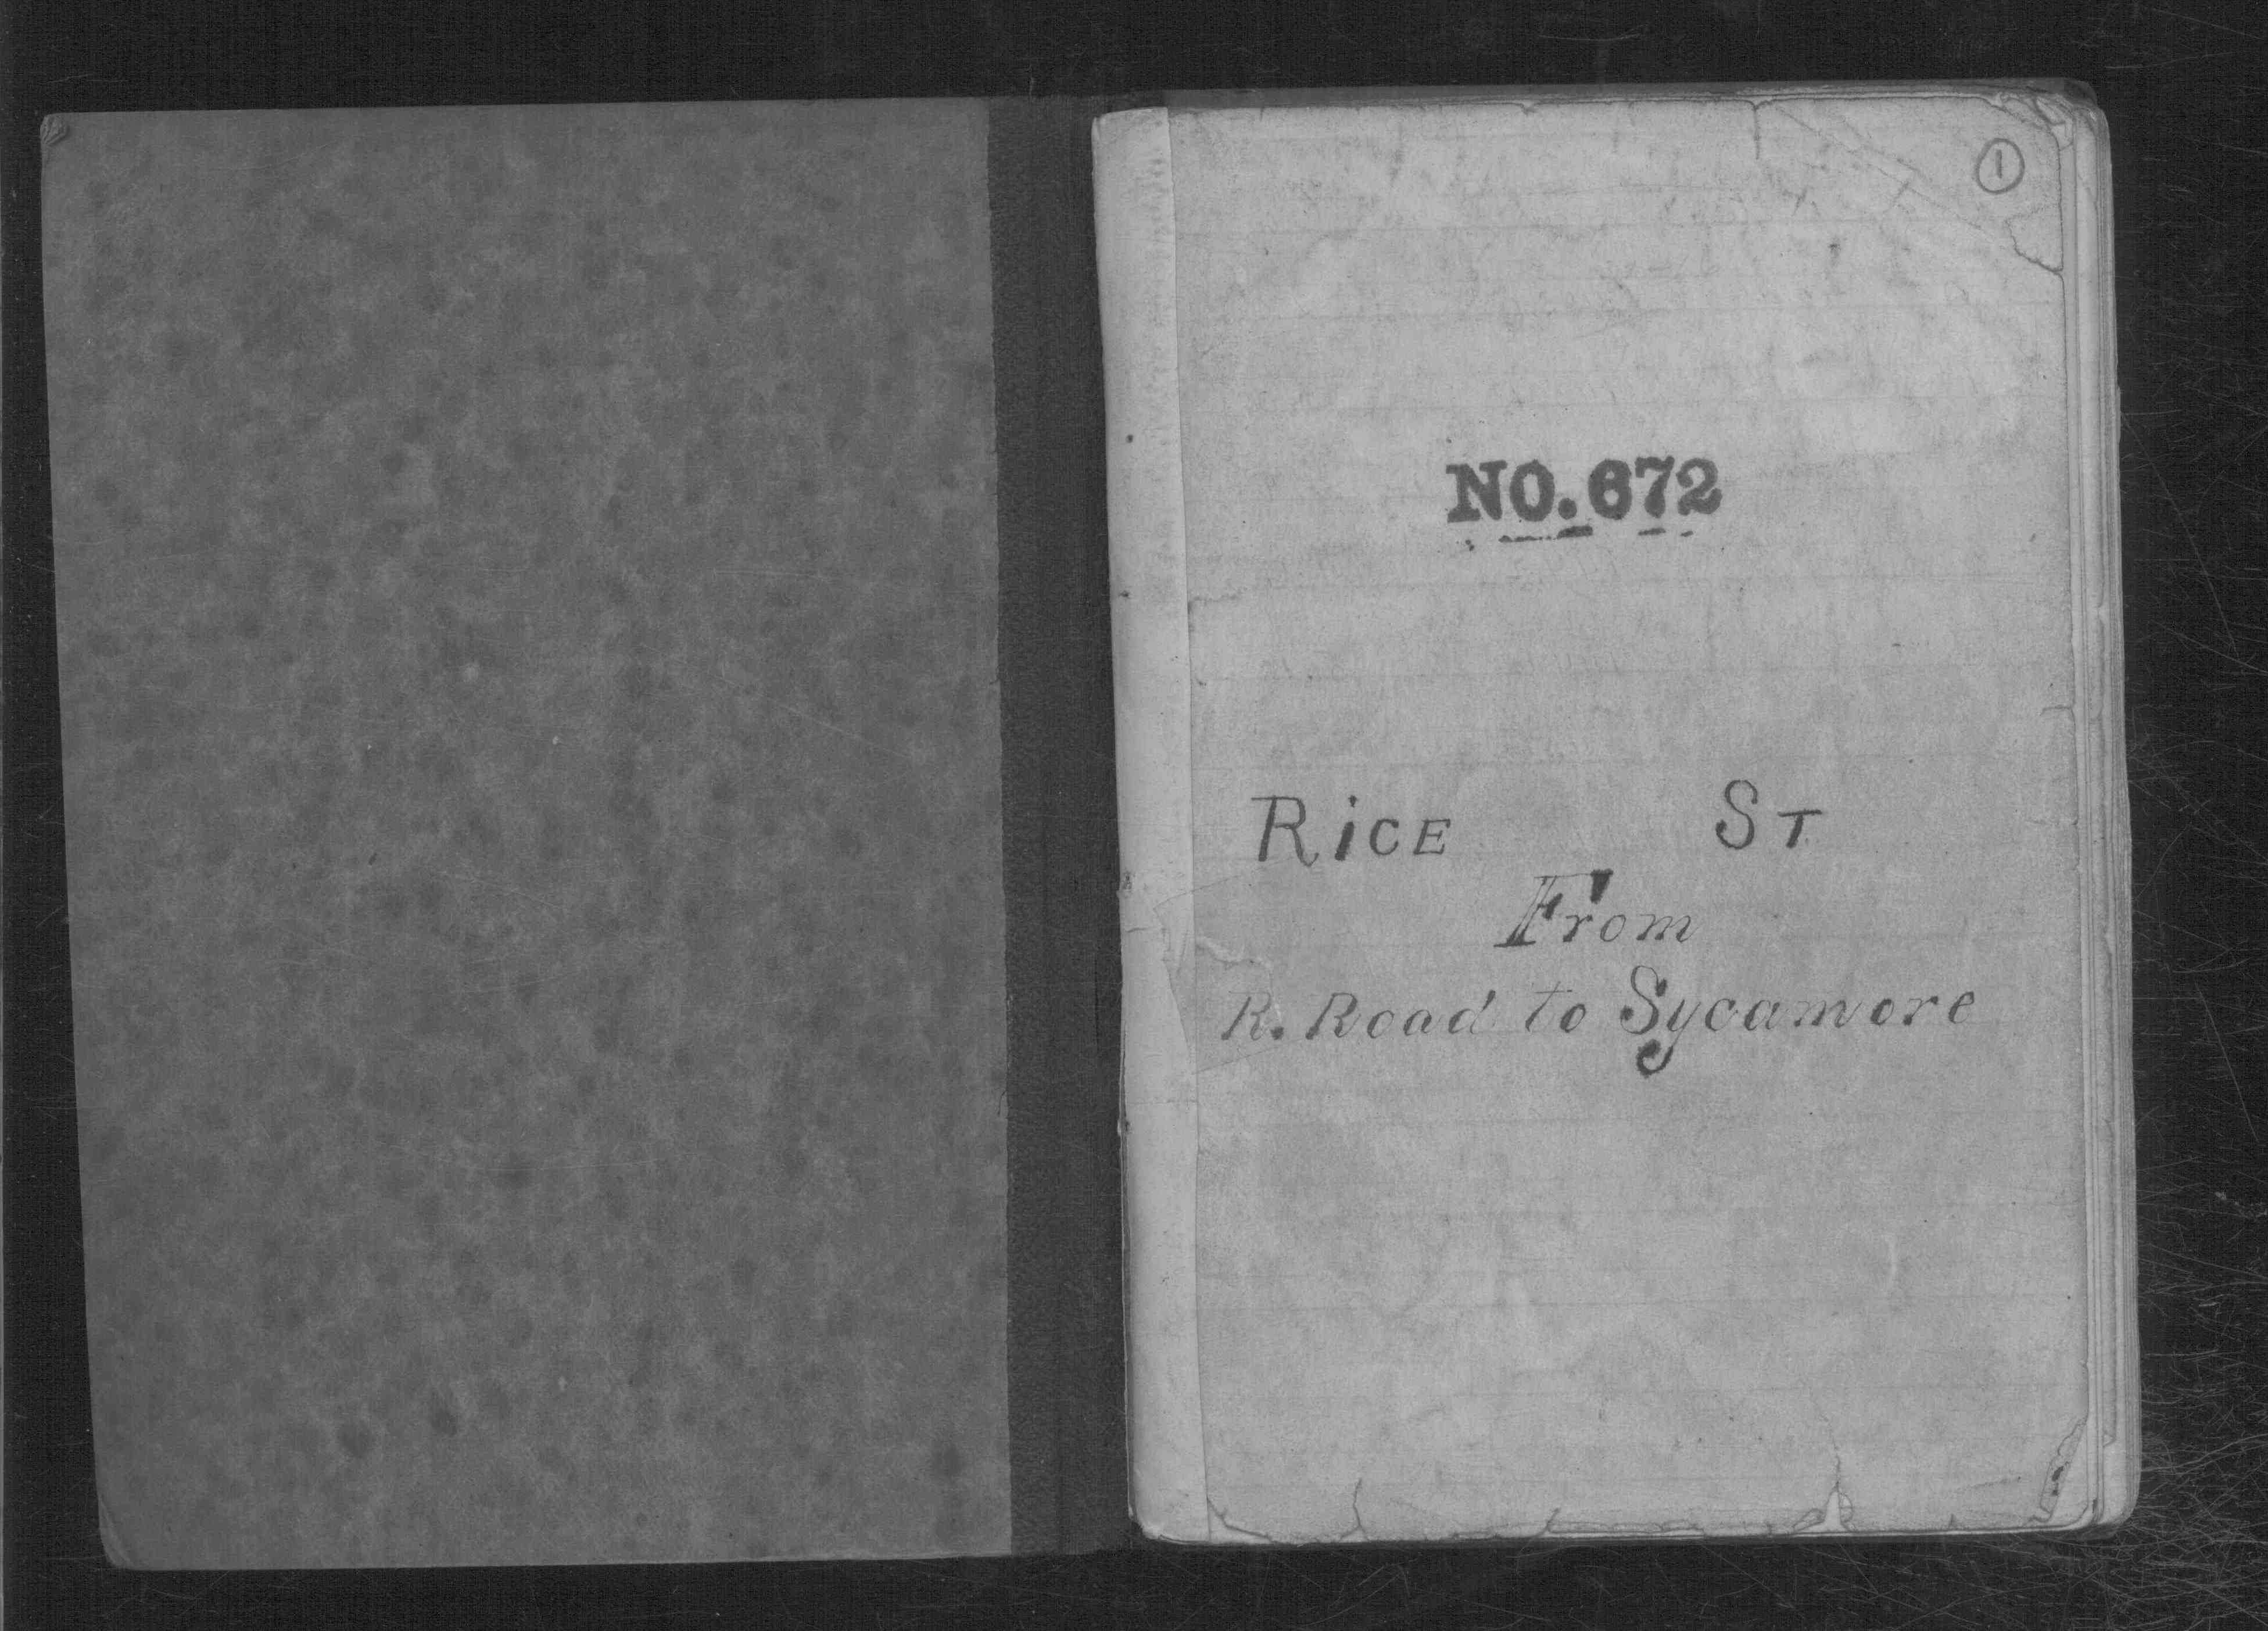 1
NO. 672
RiCE ST
From
R. Road to Sycamore